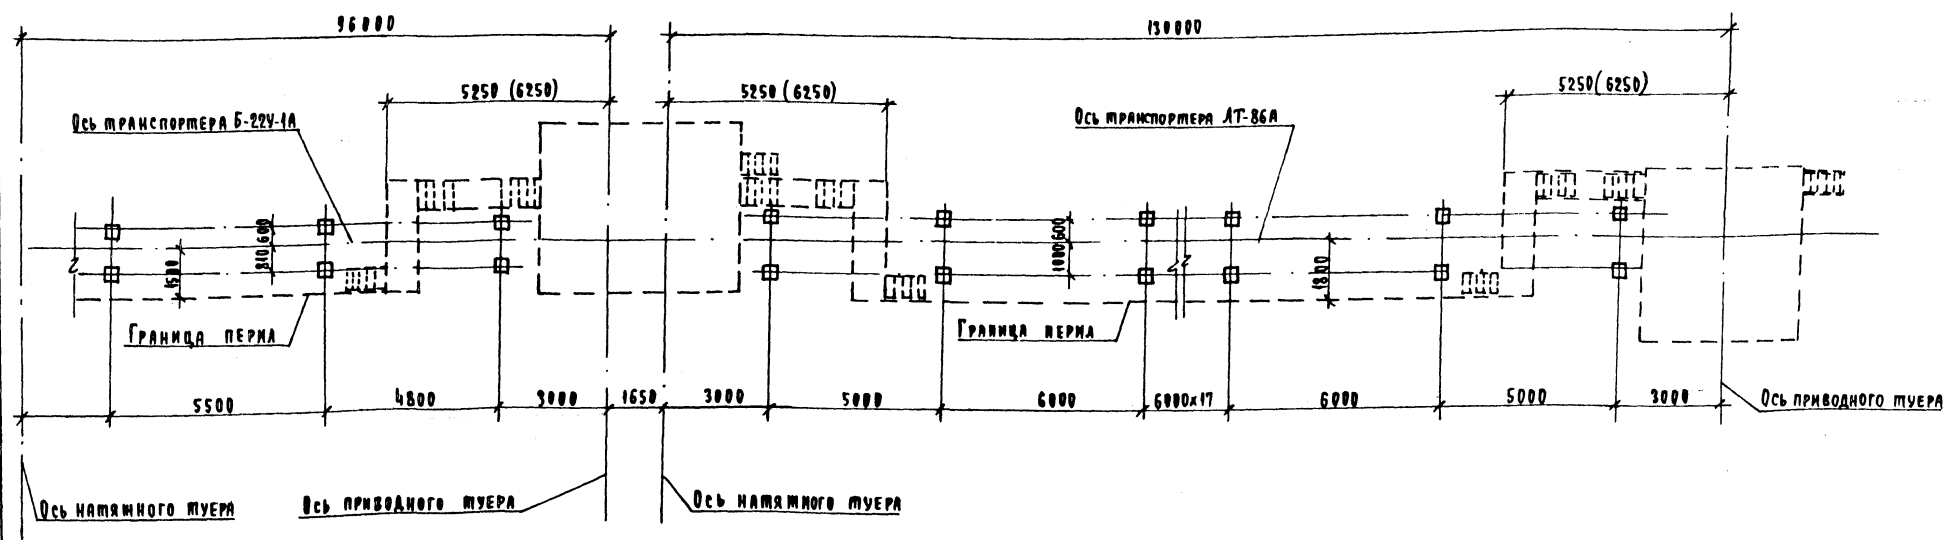 96000
130000
5250 (6250)
5250 (6250)
5250 (6250)
Ось транспортера Б-22У-1А
Ось транспортера ЛТ-86А
600
810
1500
600
1000
1800
Граница перил
Граница перил
5500
4800
3000
1650
3000
5000
6000
6000х17
6000
5000
3000
Ось приводного туера
Ось натяжного туера
Ось приводного туера
Ось натяжного туера